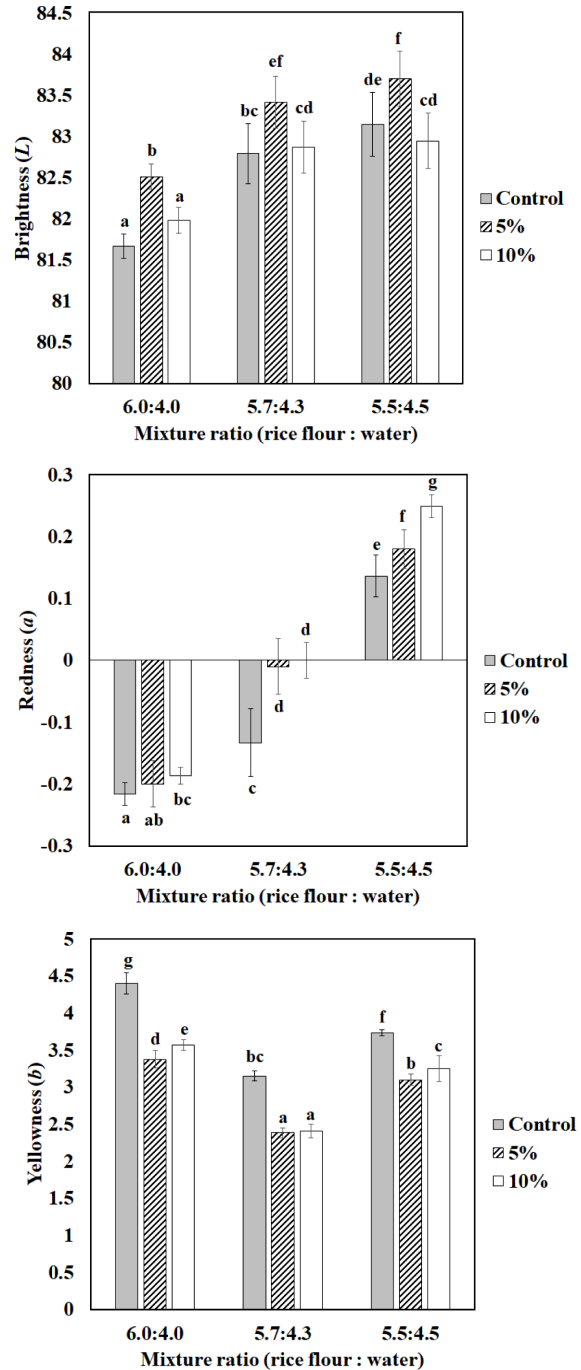 84.5
84
83.5
83
82.5
82
81.5
81
80.5
80
Brightness (L)
a b a bc ef cd de f cd
Control
5%
10%
6.0:4.0 5.7:4.3 5.5:4.5
Mixture ratio (rice flour : water)
0.3
0.2
0.1
0
-0.1
-0.2
-0.3
Redness (a)
a ab bc c d d e f g
Control
5%
10%
6.0:4.0 5.7:4.3 5.5:4.5
Mixture ratio (rice flour : water)
5
4.5
4
3.5
3
2.5
2
1.5
1
0.5
0
Yellowness (b)
g d e bc a a f b c
Control
5%
10%
6.0:4.0 5.7:4.3 5.5:4.5
Mixture ratio (rice flour : water)